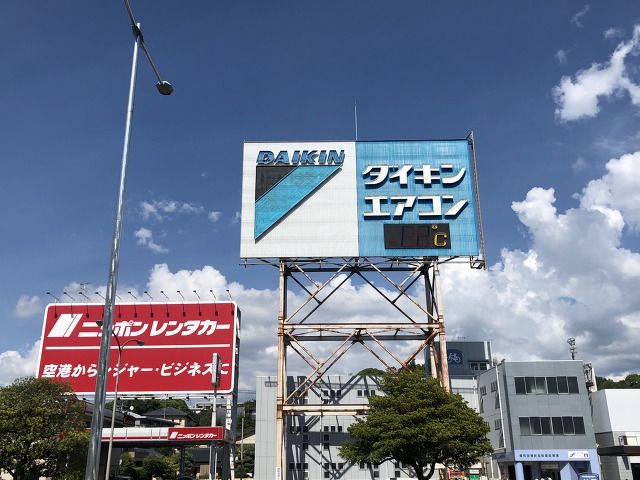 DAIKIN
ダイキン
エアコン
℃
ニッポンレンタカー
空港からレジャー・ビジネスに
ニッポンレンタカー